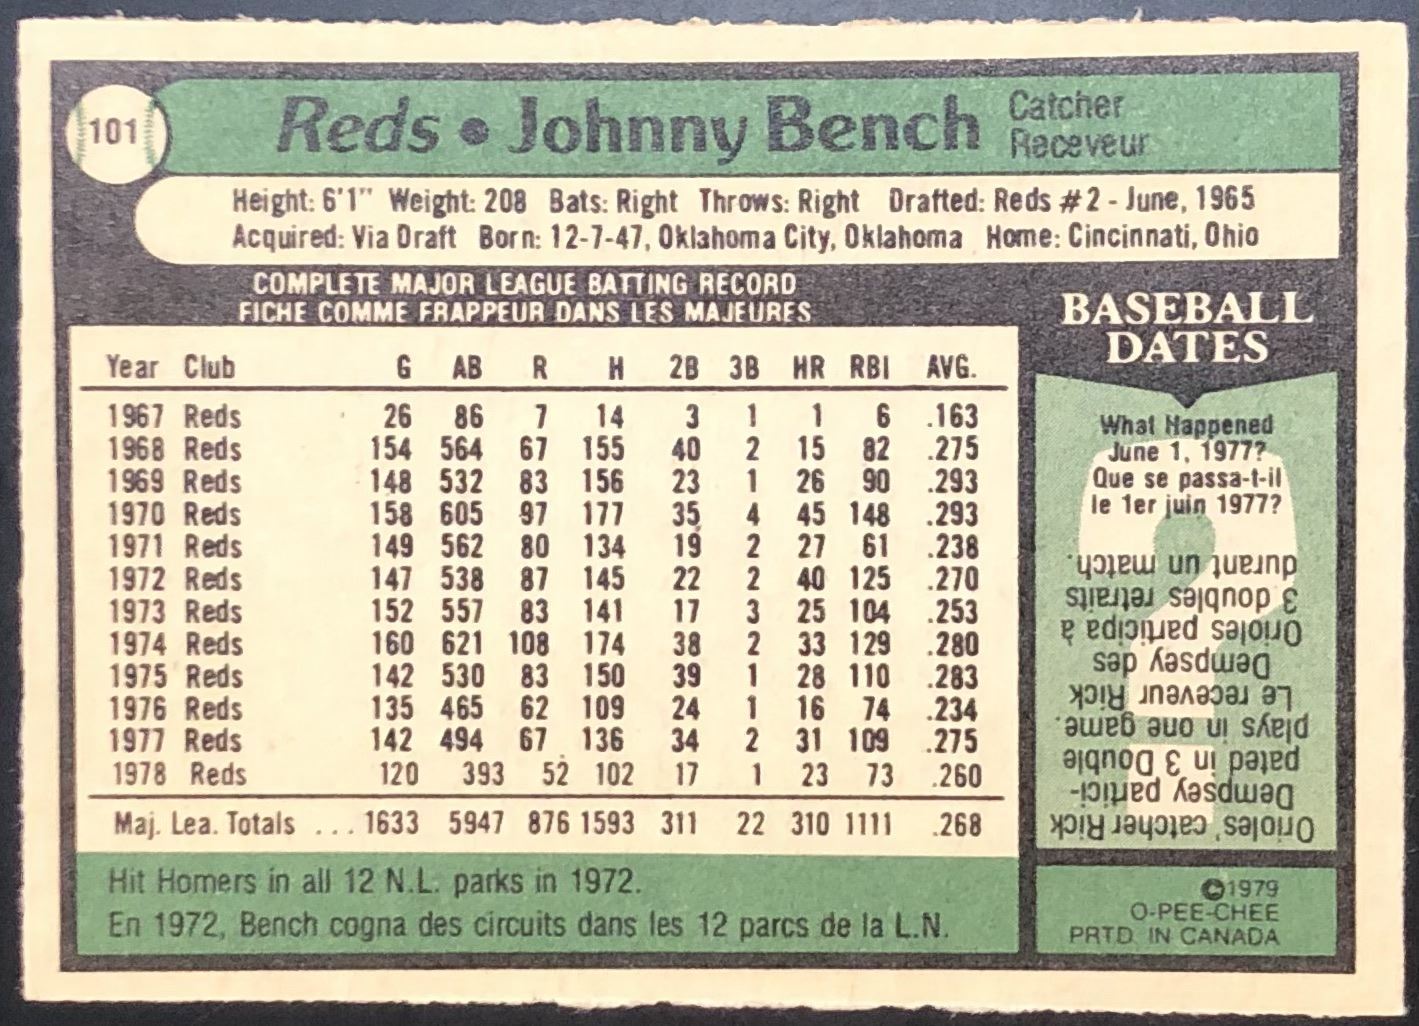 101
Reds • Johnny Bench
Catcher
Receveur
Height: 6'1" Weight: 208 Bats: Right Throws: Right Drafted: Reds #2 - June, 1965
Acquired: Via Draft Born: 12-7-47, Oklahoma City, Oklahoma Home: Cincinnati, Ohio
COMPLETE MAJOR LEAGUE BATTING RECORD
FICHE COMME FRAPPEUR DANS LES MAJEURES
Year Club G AB R H 2B 3B HR RBI AVG.
1967 Reds 26 86 7 14 3 1 1 6 .163
1968 Reds 154 564 67 155 40 2 15 82 .275
1969 Reds 148 532 83 156 23 1 26 90 .293
1970 Reds 158 605 97 177 35 4 45 148 .293
1971 Reds 149 562 80 134 19 2 27 61 .238
1972 Reds 147 538 87 145 22 2 40 125 .270
1973 Reds 152 557 83 141 17 3 25 104 .253
1974 Reds 160 621 108 174 38 2 33 129 .280
1975 Reds 142 530 83 150 39 1 28 110 .283
1976 Reds 135 465 62 109 24 1 16 74 .234
1977 Reds 142 494 67 136 34 2 31 109 .275
1978 Reds 120 393 52 102 17 1 23 73 .260
Maj. Lea. Totals ... 1633 5947 876 1593 311 22 310 1111 .268
Hit Homers in all 12 N.L. parks in 1972.
En 1972, Bench cogna des circuits dans les 12 parcs de la L.N.
BASEBALL
DATES
What Happened
June 1, 1977?
Que se passa-t-il
le 1er juin 1977?
Orioles' catcher Rick
Dempsey partici-
pated in 3 Double
plays in one game.
Le receveur Rick
Dempsey des
Orioles participa à
3 doubles retraits
durant un match.
©1979
O-PEE-CHEE
PRTD. IN CANADA